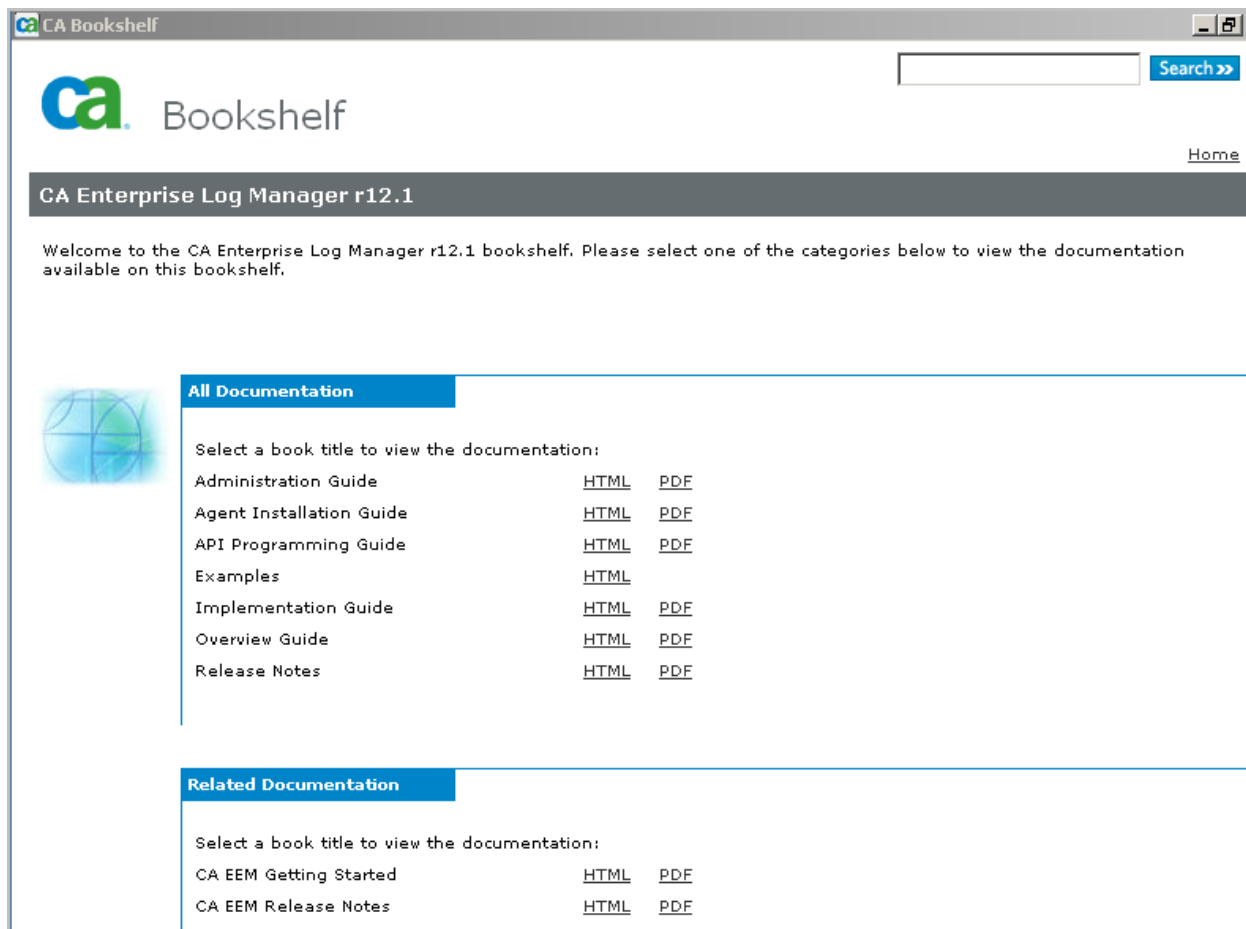 CA Bookshelf
Search >>
ca. Bookshelf
Home
CA Enterprise Log Manager r12.1
Welcome to the CA Enterprise Log Manager r12.1 bookshelf. Please select one of the categories below to view the documentation
available on this bookshelf.
All Documentation
Select a book title to view the documentation:
Administration Guide HTML PDF
Agent Installation Guide HTML PDF
API Programming Guide HTML PDF
Examples HTML
Implementation Guide HTML PDF
Overview Guide HTML PDF
Release Notes HTML PDF
Related Documentation
Select a book title to view the documentation:
CA EEM Getting Started HTML PDF
CA EEM Release Notes HTML PDF